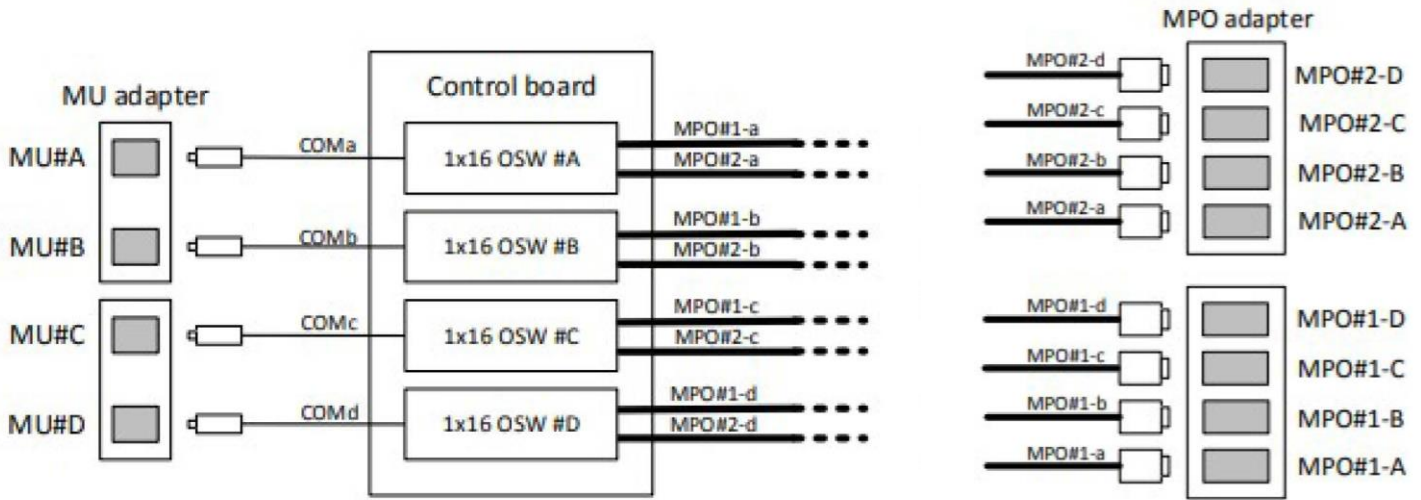 MU adapter
MU#A
MU#B
MU#C
MU#D
COMa
COMb
COMc
COMd
Control board
1x16 OSW #A
1x16 OSW #B
1x16 OSW #C
1x16 OSW #D
MPO#1-a
MPO#2-a
MPO#1-b
MPO#2-b
MPO#1-c
MPO#2-c
MPO#1-d
MPO#2-d
MPO adapter
MPO#2-d
MPO#2-D
MPO#2-c
MPO#2-C
MPO#2-b
MPO#2-B
MPO#2-a
MPO#2-A
MPO#1-d
MPO#1-D
MPO#1-c
MPO#1-C
MPO#1-b
MPO#1-B
MPO#1-a
MPO#1-A